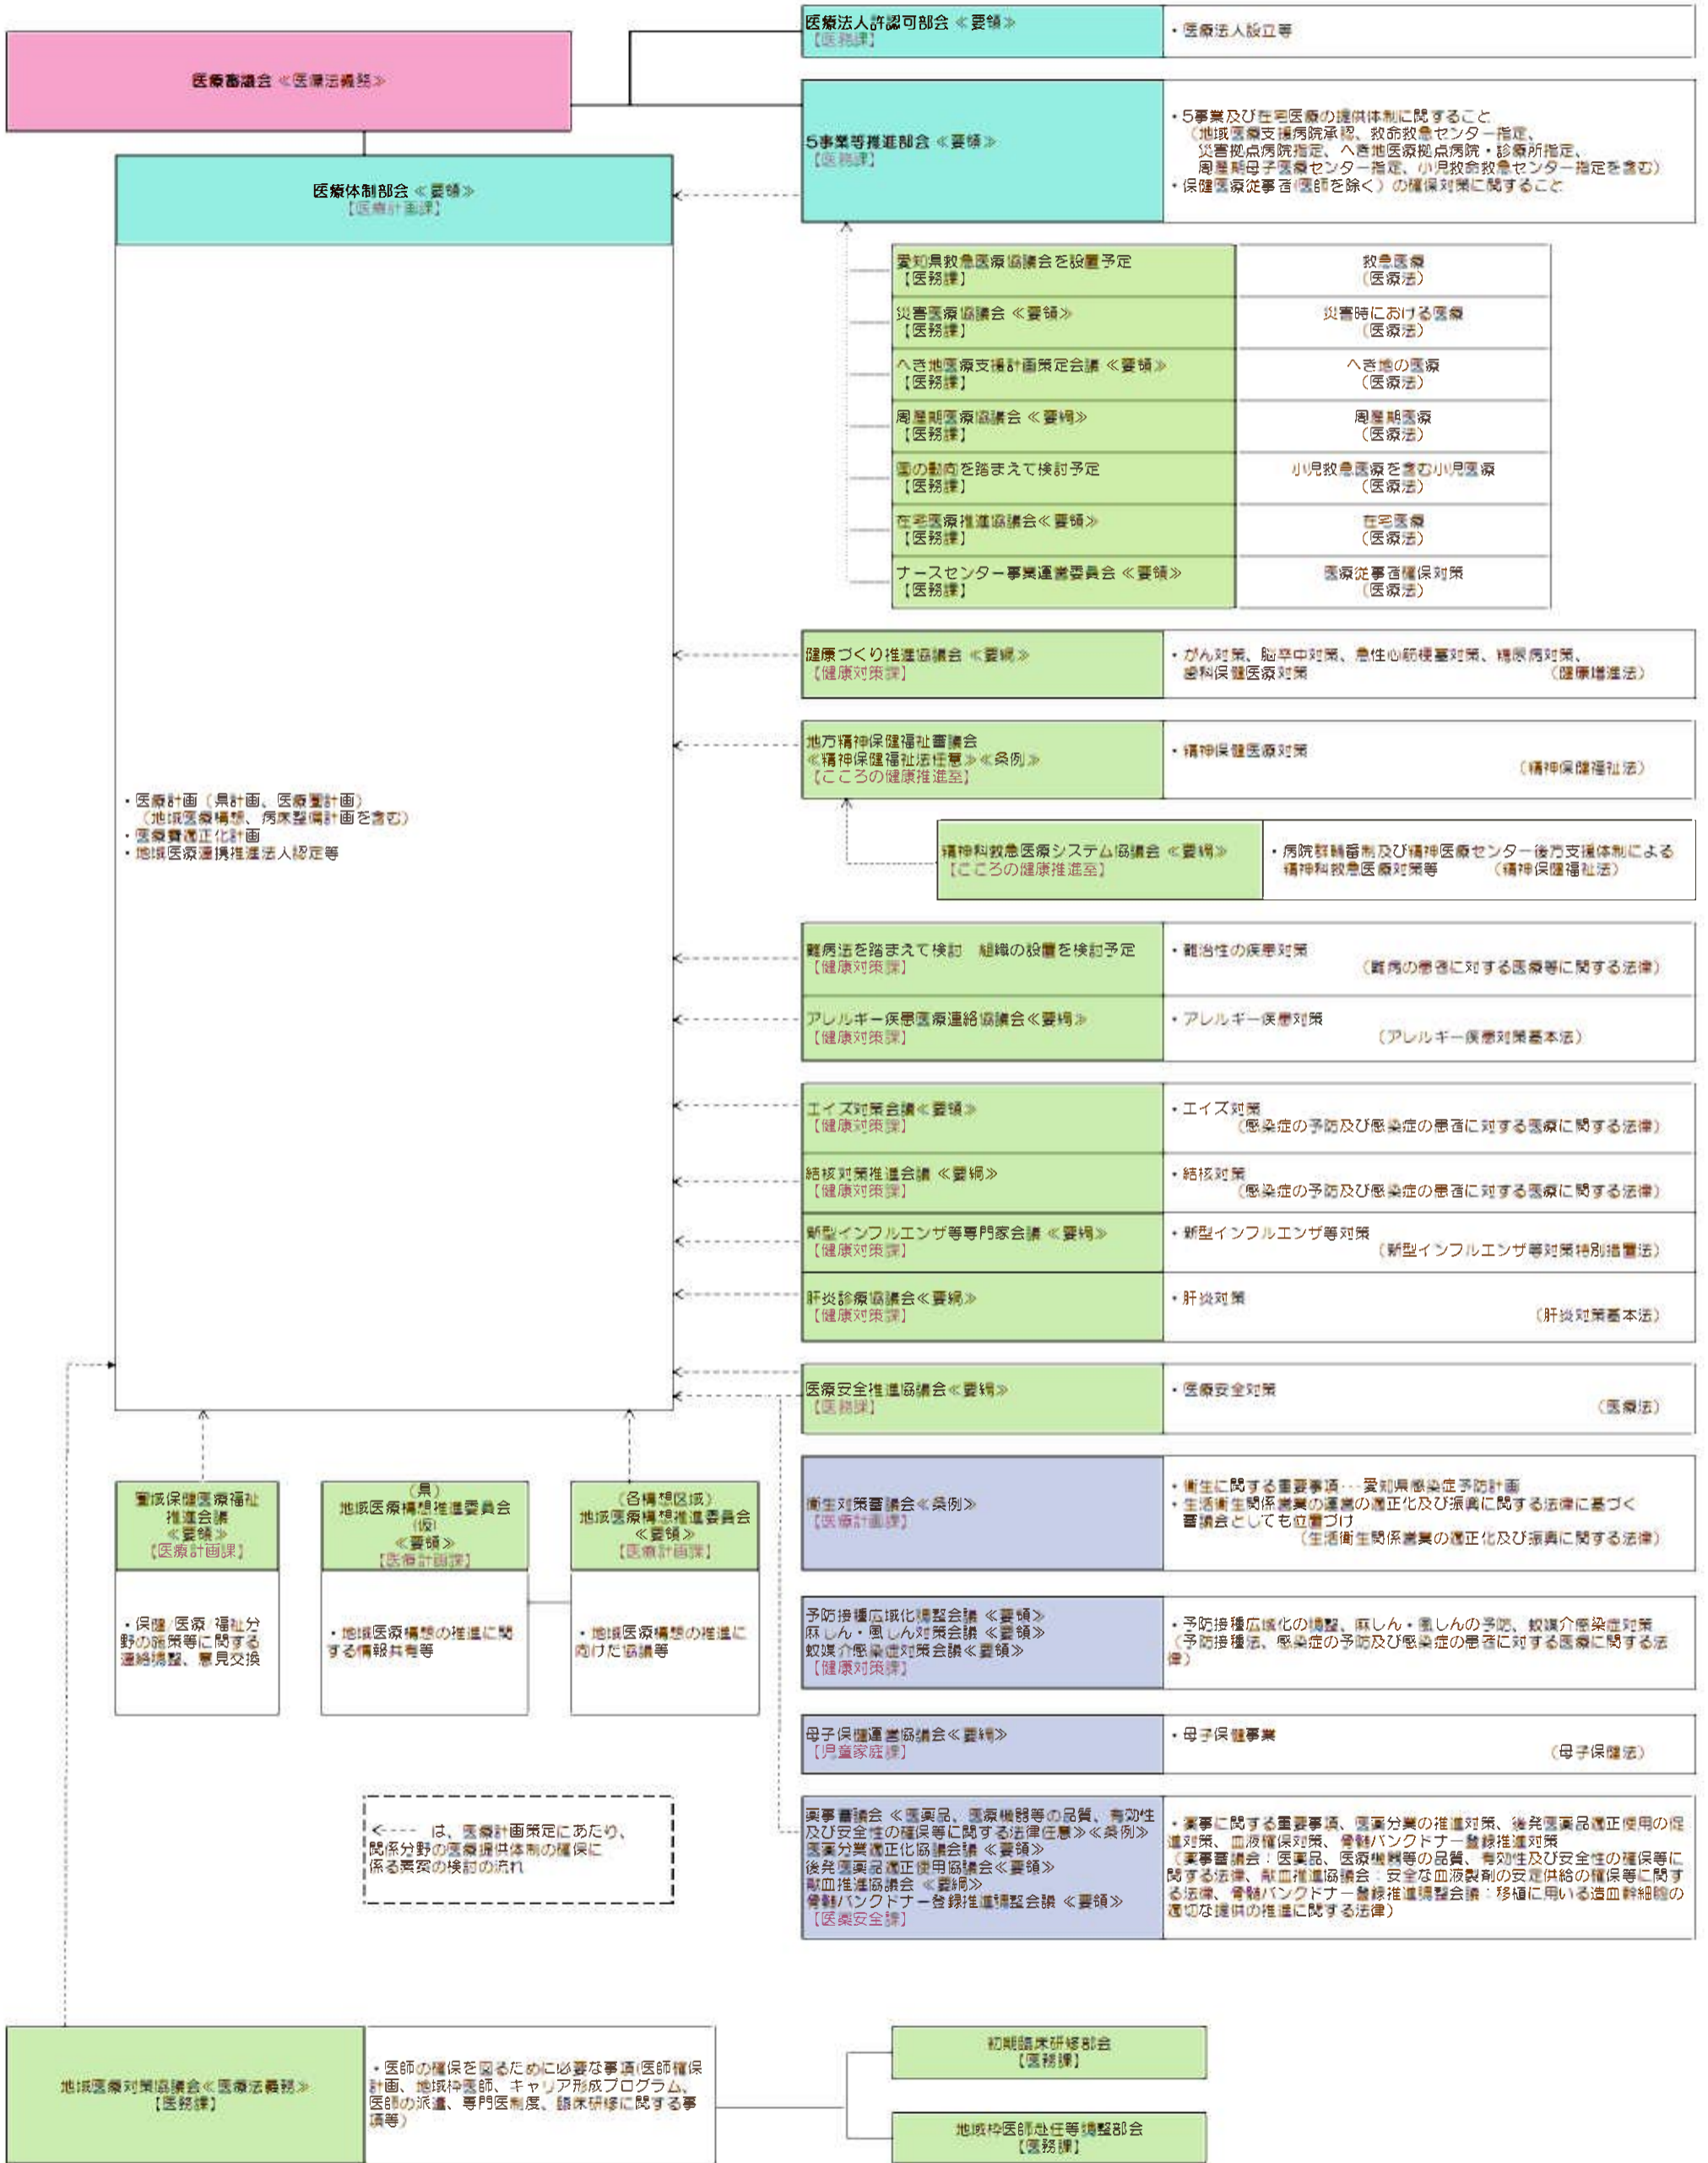 医療審議会 ≪医療法義務≫
医療法人許認可部会 ≪要領≫
【医務課】
・医療法人設立等
5事業等推進部会 ≪要領≫
【医務課】
・5事業及び在宅医療の提供体制に関すること
（地域医療支援病院承認、救命救急センター指定、
災害拠点病院指定、へき地医療拠点病院・診療所指定、
周産期母子医療センター指定、小児救命救急センター指定を含む）
・保健医療従事者（医師を除く）の確保対策に関すること
医療体制部会 ≪要領≫
【医療計画課】
・医療計画（県計画、医療圏計画）
（地域医療構想、病床整備計画を含む）
・医療費適正化計画
・地域医療連携推進法人認定等
愛知県救急医療協議会を設置予定
【医務課】
救急医療
（医療法）
災害医療協議会 ≪要領≫
【医務課】
災害時における医療
（医療法）
へき地医療支援計画策定会議 ≪要領≫
【医務課】
へき地の医療
（医療法）
周産期医療協議会 ≪要綱≫
【医務課】
周産期医療
（医療法）
国の動向を踏まえて検討予定
【医務課】
小児救急医療を含む小児医療
（医療法）
在宅医療推進協議会≪要領≫
【医務課】
在宅医療
（医療法）
ナースセンター事業運営委員会 ≪要領≫
【医務課】
医療従事者確保対策
（医療法）
健康づくり推進協議会 ≪要綱≫
【健康対策課】
・がん対策、脳卒中対策、急性心筋梗塞対策、糖尿病対策、
歯科保健医療対策 （健康増進法）
地方精神保健福祉審議会
≪精神保健福祉法任意≫≪条例≫
【こころの健康推進室】
・精神保健医療対策
（精神保健福祉法）
精神科救急医療システム協議会 ≪要綱≫
【こころの健康推進室】
・病院群輪番制及び精神医療センター後方支援体制による
精神科救急医療対策等 （精神保健福祉法）
難病法を踏まえて検討　組織の設置を検討予定
【健康対策課】
・難治性の疾患対策
（難病の患者に対する医療等に関する法律）
アレルギー疾患医療連絡協議会≪要綱≫
【健康対策課】
・アレルギー疾患対策
（アレルギー疾患対策基本法）
エイズ対策会議≪要領≫
【健康対策課】
・エイズ対策
（感染症の予防及び感染症の患者に対する医療に関する法律）
結核対策推進会議 ≪要綱≫
【健康対策課】
・結核対策
（感染症の予防及び感染症の患者に対する医療に関する法律）
新型インフルエンザ等専門家会議 ≪要綱≫
【健康対策課】
・新型インフルエンザ等対策
（新型インフルエンザ等対策特別措置法）
肝炎診療協議会≪要綱≫
【健康対策課】
・肝炎対策
（肝炎対策基本法）
医療安全推進協議会≪要綱≫
【医務課】
・医療安全対策
（医療法）
衛生対策審議会≪条例≫
【医療計画課】
・衛生に関する重要事項…愛知県感染症予防計画
・生活衛生関係営業の運営の適正化及び振興に関する法律に基づく
審議会としても位置づけ
（生活衛生関係営業の適正化及び振興に関する法律）
圏域保健医療福祉
推進会議
≪要領≫
【医療計画課】
・保健/医療/福祉分
野の施策等に関する
連絡調整、意見交換
（県）
地域医療構想推進委員会
(仮)
≪要領≫
【医療計画課】
・地域医療構想の推進に関
する情報共有等
（各構想区域）
地域医療構想推進委員会
≪要領≫
【医療計画課】
・地域医療構想の推進に
向けた協議等
予防接種広域化調整会議 ≪要領≫
麻しん・風しん対策会議 ≪要領≫
蚊媒介感染症対策会議≪要領≫
【健康対策課】
・予防接種広域化の調整、麻しん・風しんの予防、蚊媒介感染症対策
（予防接種法、感染症の予防及び感染症の患者に対する医療に関する法
律）
母子保健運営協議会≪要綱≫
【児童家庭課】
・母子保健事業
（母子保健法）
<---- は、医療計画策定にあたり、
関係分野の医療提供体制の確保に
係る素案の検討の流れ
薬事審議会 ≪医薬品、医療機器等の品質、有効性
及び安全性の確保等に関する法律任意≫≪条例≫
医薬分業適正化協議会議 ≪要領≫
後発医薬品適正使用協議会≪要領≫
献血推進協議会 ≪要綱≫
骨髄バンクドナー登録推進調整会議 ≪要領≫
【医薬安全課】
・薬事に関する重要事項、医薬分業の推進対策、後発医薬品適正使用の促
進対策、血液確保対策、骨髄バンクドナー登録推進対策
（薬事審議会：医薬品、医療機器等の品質、有効性及び安全性の確保等に
関する法律、献血推進協議会：安全な血液製剤の安定供給の確保等に関す
る法律、骨髄バンクドナー登録推進調整会議：移植に用いる造血幹細胞の
適切な提供の推進に関する法律）
地域医療対策協議会≪医療法義務≫
【医務課】
・医師の確保を図るために必要な事項(医師確保
計画、地域枠医師、キャリア形成プログラム、
医師の派遣、専門医制度、臨床研修に関する事
項等）
初期臨床研修部会
【医務課】
地域枠医師赴任等調整部会
【医務課】